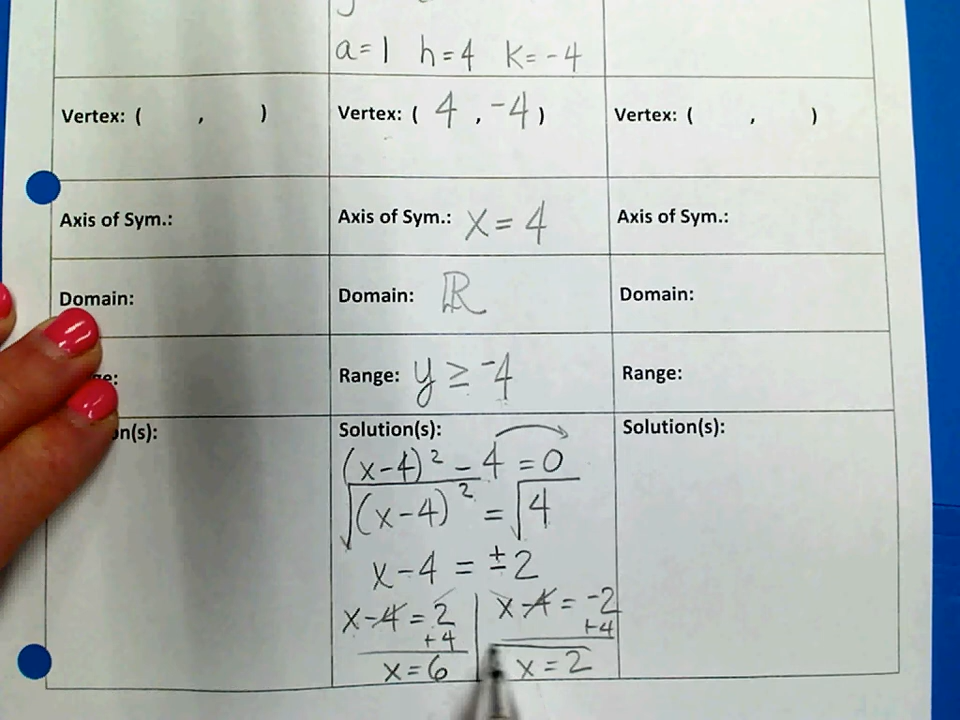 a=1 h=4 k=-4
Vertex: ( , )
Vertex: ( 4 , -4 )
Vertex: ( , )
Axis of Sym.:
Axis of Sym.: x = 4
Axis of Sym.:
Domain:
Domain: ℝ
Domain:
ge:
Range: y ≥ -4
Range:
on(s):
Solution(s):
Solution(s):
(x-4)² - 4 = 0
√(x-4)² = √4
x-4 = ±2
x-4=2
x-4=-2
+4
+4
x=6
x=2